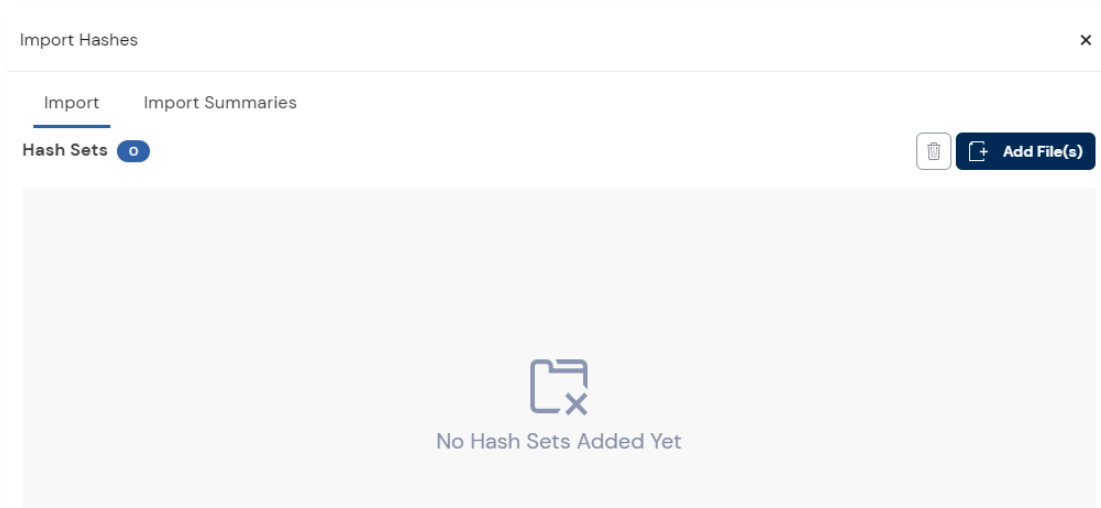 Import Hashes
Import Import Summaries
Hash Sets 0 Add File(s)
No Hash Sets Added Yet